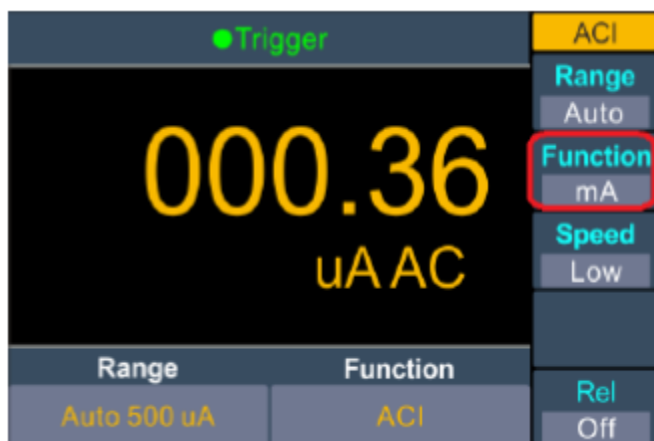 Trigger
000.36
uA AC
Range
Function
Auto 500 uA
ACI
ACI
Range
Auto
Function
mA
Speed
Low
Rel
Off